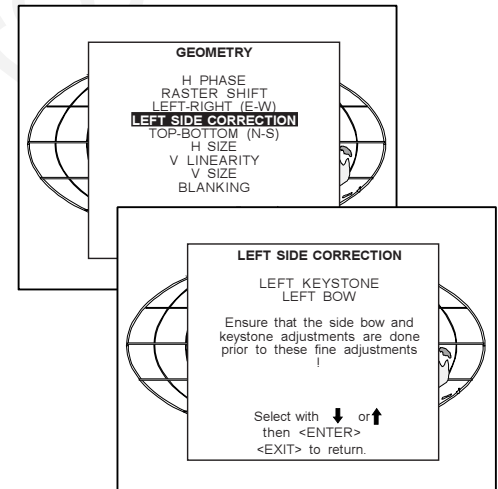 GEOMETRY
H PHASE
RASTER SHIFT
LEFT-RIGHT (E-W)
LEFT SIDE CORRECTION
TOP-BOTTOM (N-S)
H SIZE
V LINEARITY
V SIZE
BLANKING
LEFT SIDE CORRECTION
LEFT KEYSTONE
LEFT BOW
Ensure that the side bow and
keystone adjustments are done
prior to these fine adjustments
!
Select with ⬇ or ⬆
then <ENTER>
<EXIT> to return.